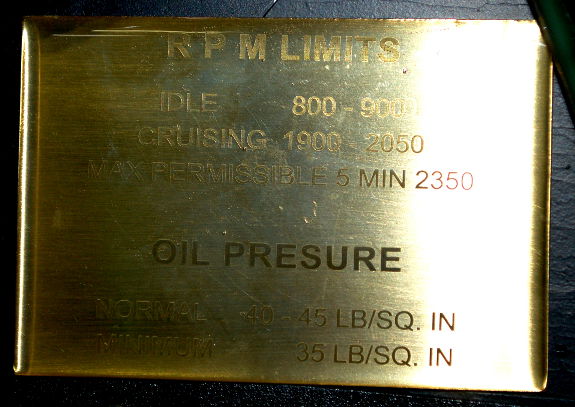 R P M LIMITS
IDLE 800 - 9000
CRUISING 1900 - 2050
MAX PERMISSIBLE 5 MIN 2350
OIL PRESURE
NORMAL 40 - 45 LB/SQ. IN
MINIMUM 35 LB/SQ. IN